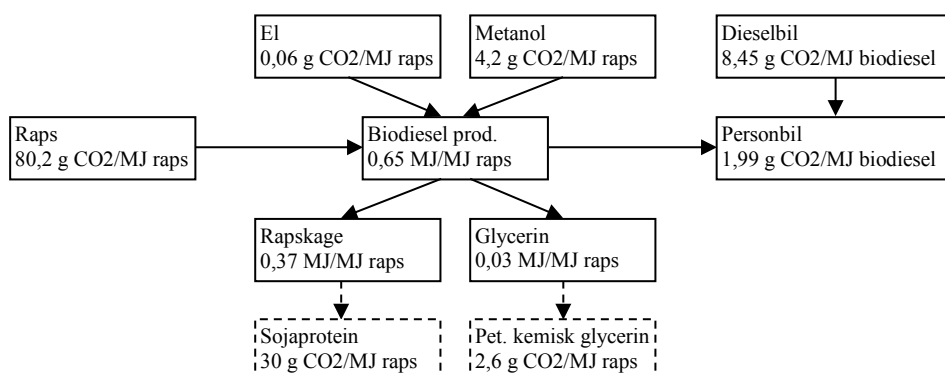 El
0,06 g CO2/MJ raps
Metanol
4,2 g CO2/MJ raps
Dieselbil
8,45 g CO2/MJ biodiesel
Raps
80,2 g CO2/MJ raps
Biodiesel prod.
0,65 MJ/MJ raps
Personbil
1,99 g CO2/MJ biodiesel
Rapskage
0,37 MJ/MJ raps
Glycerin
0,03 MJ/MJ raps
Sojaprotein
30 g CO2/MJ raps
Pet. kemisk glycerin
2,6 g CO2/MJ raps